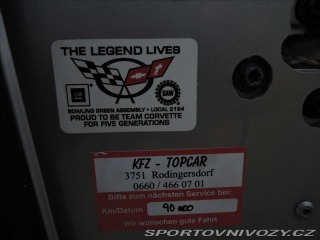 THE LEGEND LIVES
GM
UAW
BOWLING GREEN ASSEMBLY • LOCAL 2164
PROUD TO BE TEAM CORVETTE
FOR FIVE GENERATIONS
KFZ - TOPCAR
3751 Rodingersdorf
0660 / 466 07 01
Bitte zum nächsten Service bei:
Km/Datum 90 000
Wir wünschen gute Fahrt
SPORTOVNIVOZY.CZ